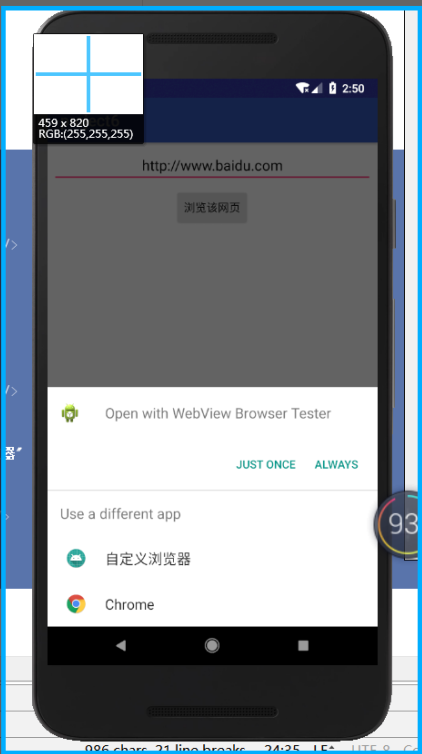 459 x 820
RGB:(255,255,255)
2:50
http://www.baidu.com
浏览该网页
/>
/>
器"
Open with WebView Browser Tester
JUST ONCE
ALWAYS
Use a different app
93
自定义浏览器
Chrome
986 chars, 21 line breaks
24:35
UTF-8